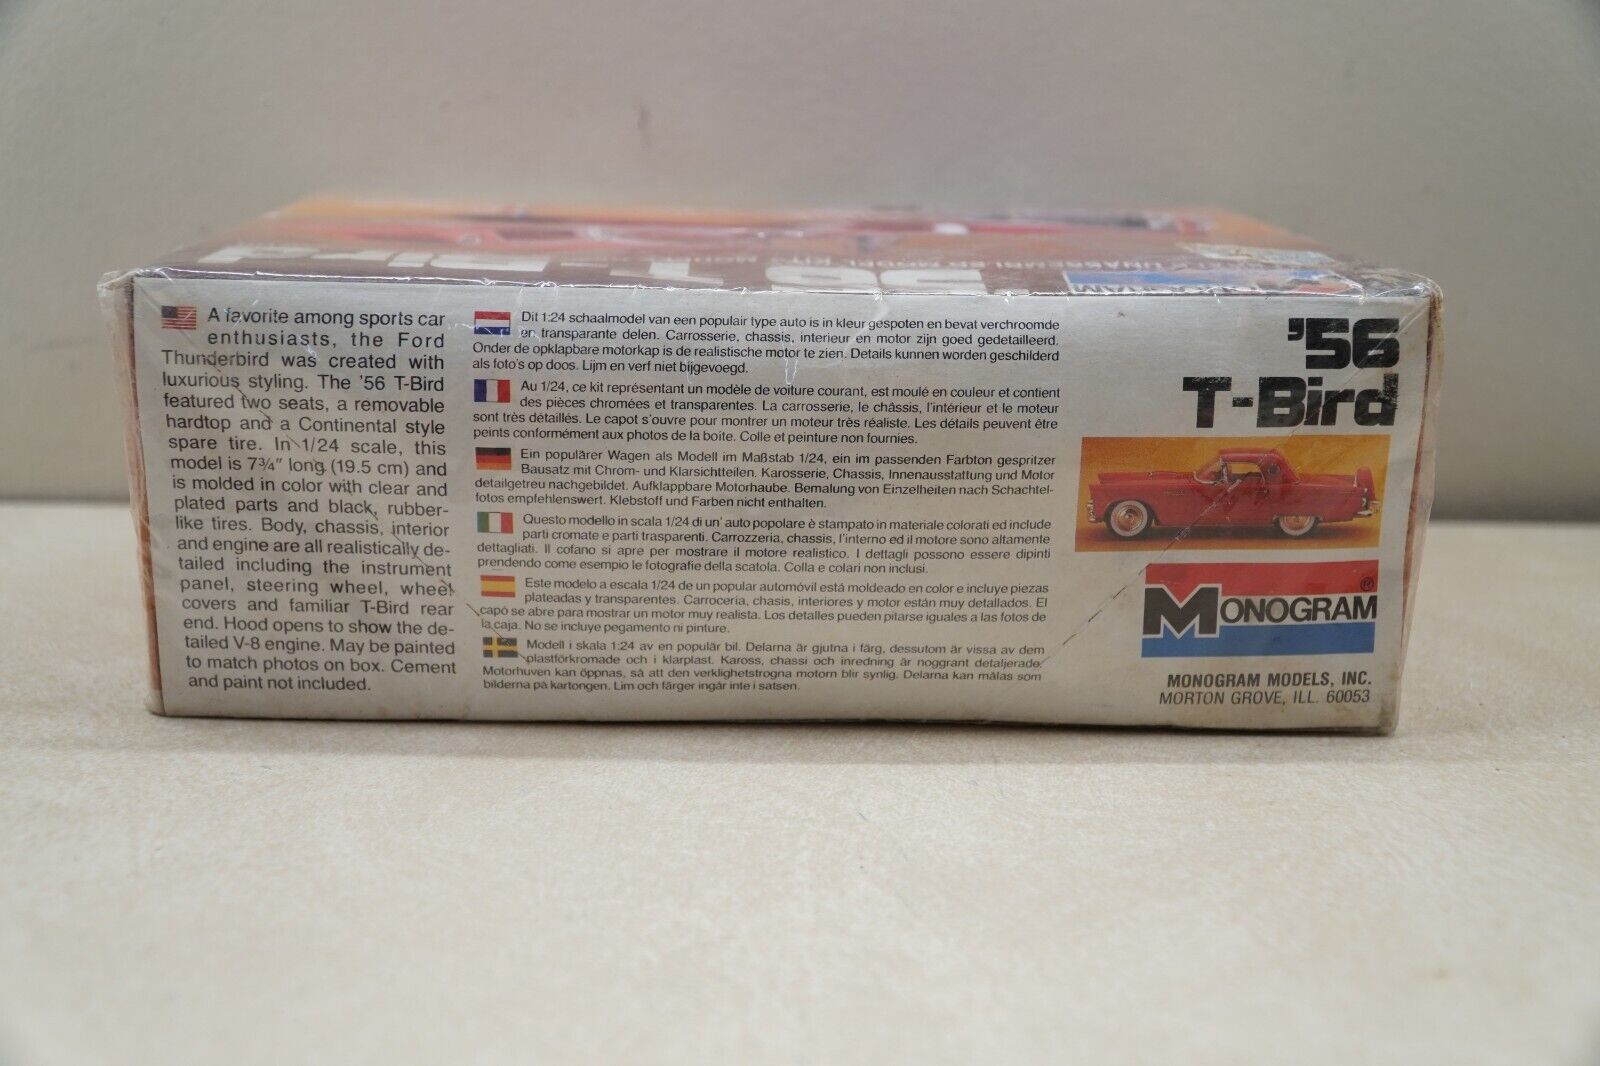 '56 T-Bird
UNASSEMBLED MODEL KIT
A favorite among sports car
enthusiasts, the Ford
Thunderbird was created with
luxurious styling. The '56 T-Bird
featured two seats, a removable
hardtop and a Continental style
spare tire. In 1/24 scale, this
model is 7¾" long (19.5 cm) and
is molded in color with clear and
plated parts and black, rubber-
like tires. Body, chassis, interior
and engine are all realistically de-
tailed including the instrument
panel, steering wheel, wheel
covers and familiar T-Bird rear
end. Hood opens to show the de-
tailed V-8 engine. May be painted
to match photos on box. Cement
and paint not included.
Dit 1:24 schaalmodel van een populair type auto is in kleur gespoten en bevat verchroomde
en transparante delen. Carrosserie, chassis, interieur en motor zijn goed gedetailleerd.
Onder de opklapbare motorkap is de realistische motor te zien. Details kunnen worden geschilderd
als foto's op doos. Lijm en verf niet bijgevoegd.
Au 1/24, ce kit représentant un modèle de voiture courant, est moulé en couleur et contient
des pièces chromées et transparentes. La carrosserie, le châssis, l'intérieur et le moteur
sont très détaillés. Le capot s'ouvre pour montrer un moteur très réaliste. Les détails peuvent être
peints conformément aux photos de la boite. Colle et peinture non fournies.
Ein populärer Wagen als Modell im Maßstab 1/24, ein im passenden Farbton gespritzer
Bausatz mit Chrom- und Klarsichtteilen. Karosserie, Chassis, Innenausstattung und Motor
detailgetreu nachgebildet. Aufklappbare Motorhaube. Bemalung von Einzelheiten nach Schachtel-
fotos empfehlenswert. Klebstoff und Farben nicht enthalten.
Questo modello in scala 1/24 di un' auto popolare è stampato in materiale colorati ed include
parti cromate e parti trasparenti. Carrozzeria, chassis, l'interno ed il motore sono altamente
dettagliati. Il cofano si apre per mostrare il motore realistico. I dettagli possono essere dipinti
prendendo come esempio le fotografie della scatola. Colla e colari non inclusi.
Este modelo a escala 1/24 de un popular automóvil está moldeado en color e incluye piezas
plateadas y transparentes. Carrocería, chasis, interiores y motor están muy detallados. El
capó se abre para mostrar un motor muy realista. Los detalles pueden pilarse iguales a las fotos de
la caja. No se incluye pegamento ni pinture.
Modell i skala 1:24 av en populär bil. Delarna är gjutna i färg, dessutom är vissa av dem
plastförkromade och i klarplast. Kaross, chassi och inredning är noggrant detaljerade.
Motorhuven kan öppnas, så att den verklighetstrogna motorn blir synlig. Delarna kan målas som
bilderna på kartongen. Lim och färger ingår inte i satsen.
'56
T-Bird
MONOGRAM ®
MONOGRAM MODELS, INC.
MORTON GROVE, ILL. 60053